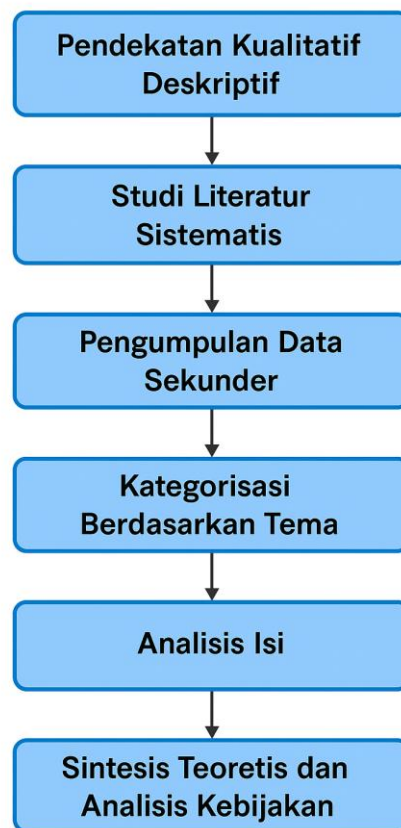 Pendekatan Kualitatif
Deskriptif
Studi Literatur
Sistematis
Pengumpulan Data
Sekunder
Kategorisasi
Berdasarkan Tema
Analisis Isi
Sintesis Teoretis dan
Analisis Kebijakan